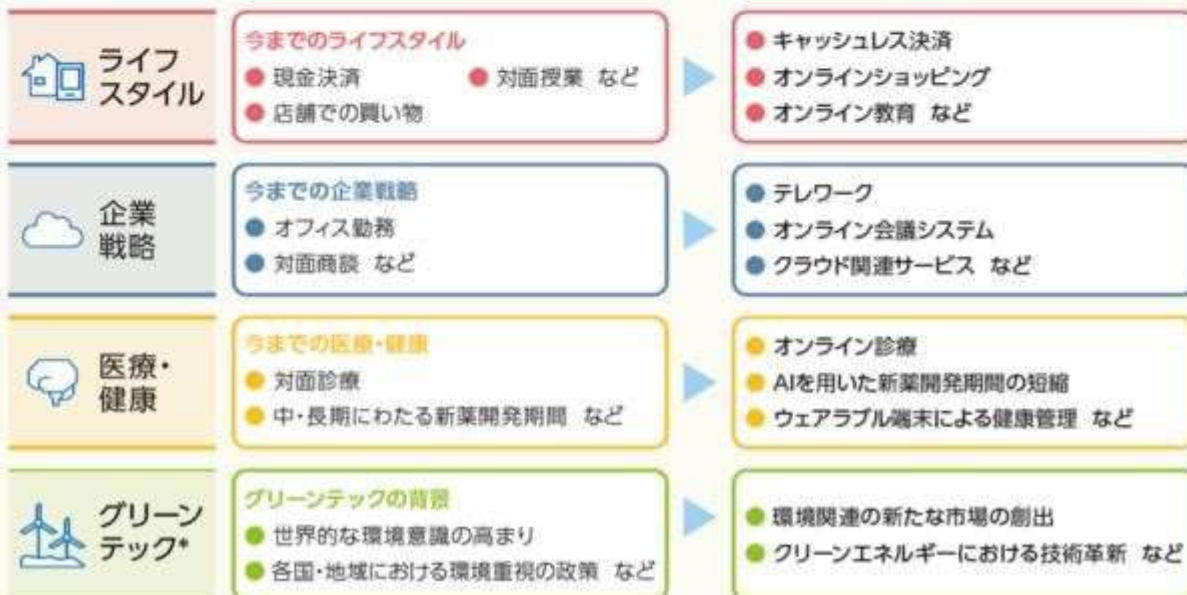 ライフ
スタイル
今までのライフスタイル
● 現金決済 ● 対面授業 など
● 店舗での買い物
● キャッシュレス決済
● オンラインショッピング
● オンライン教育 など
企業
戦略
今までの企業戦略
● オフィス勤務
● 対面商談 など
● テレワーク
● オンライン会議システム
● クラウド関連サービス など
医療・
健康
今までの医療・健康
● 対面診療
● 中・長期にわたる新薬開発期間 など
● オンライン診療
● AIを用いた新薬開発期間の短縮
● ウェアラブル端末による健康管理 など
グリーン
テック*
グリーンテックの背景
● 世界的な環境意識の高まり
● 各国・地域における環境重視の政策 など
● 環境関連の新たな市場の創出
● クリーンエネルギーにおける技術革新 など